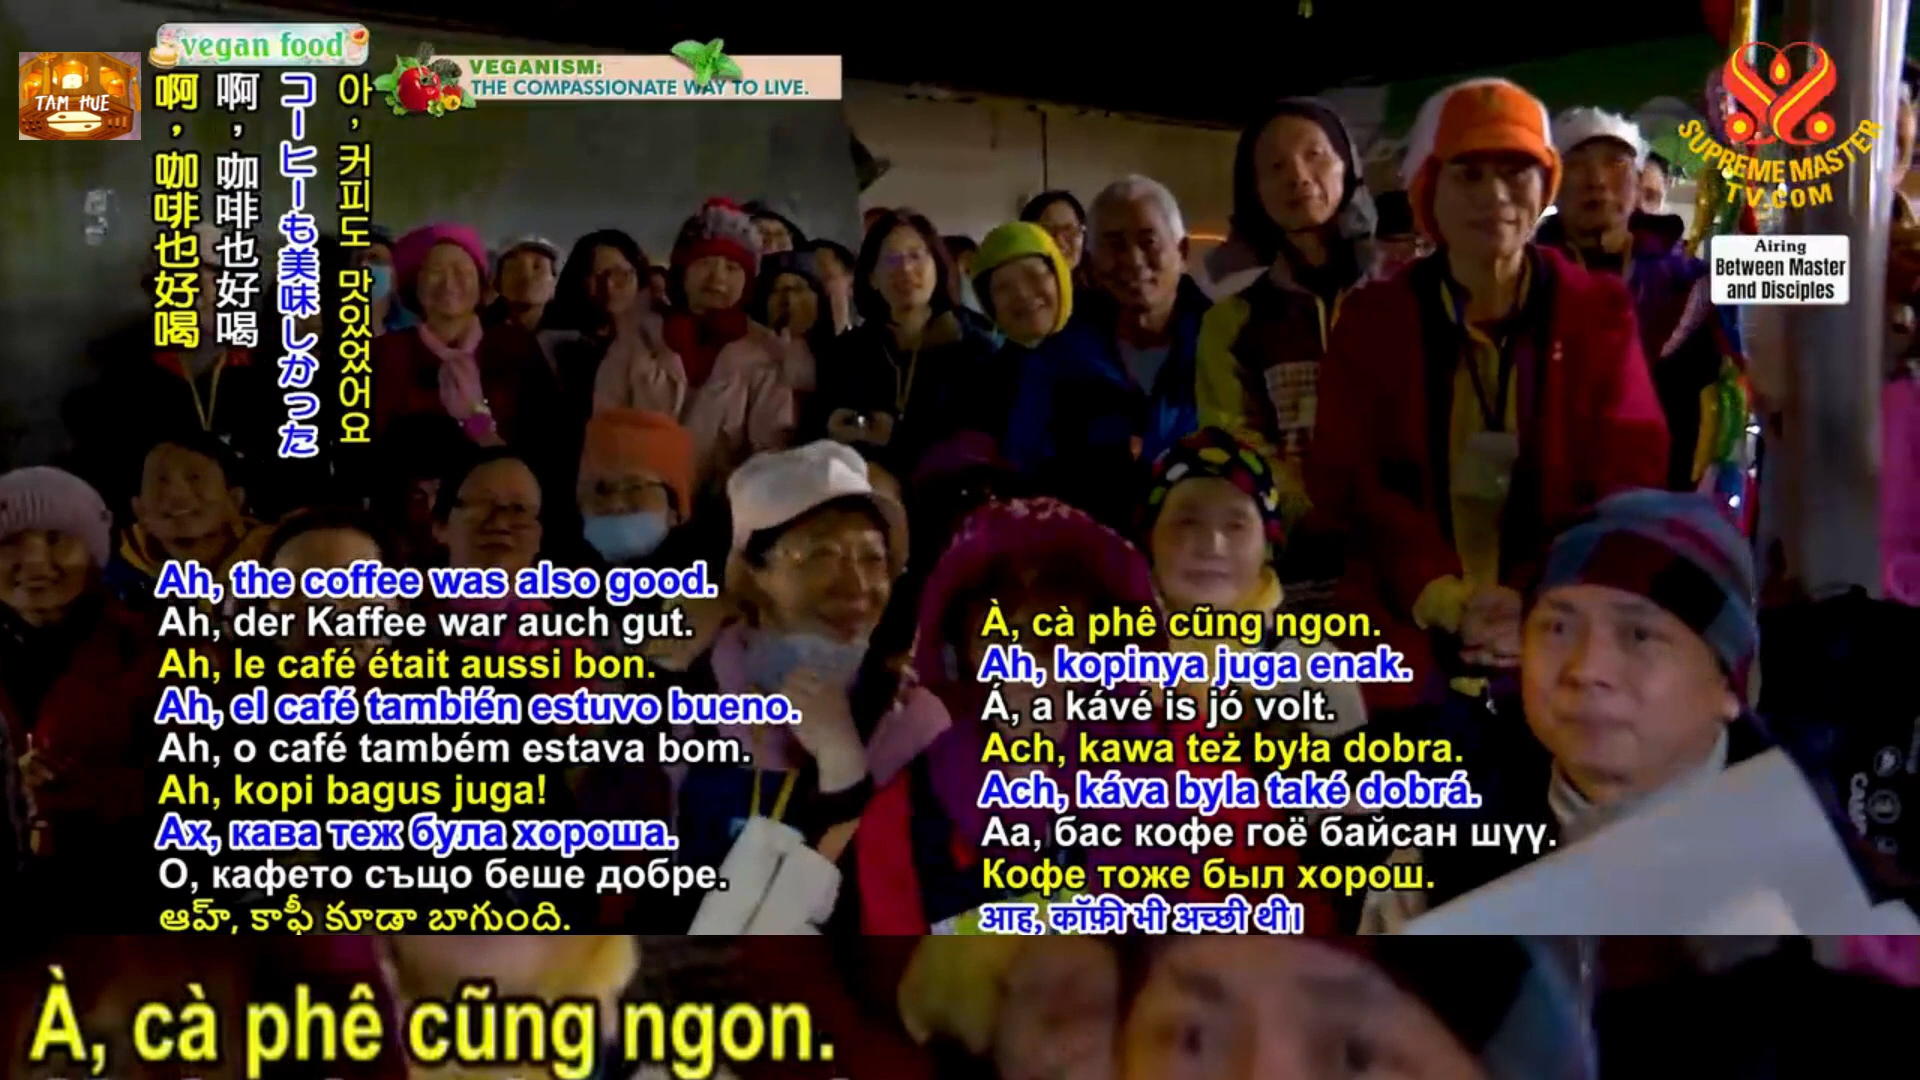 vegan food
TAM HUE
VEGANISM:
THE COMPASSIONATE WAY TO LIVE.
SUPREME MASTER
TV.COM
Airing
Between Master
and Disciples
啊，咖啡也好喝
啊，咖啡也好喝
コーヒーも美味しかった
아, 커피도 맛있었어요
Ah, the coffee was also good.
Ah, der Kaffee war auch gut.
Ah, le café était aussi bon.
Ah, el café también estuvo bueno.
Ah, o café também estava bom.
Ah, kopi bagus juga!
Ах, кава теж була хороша.
О, кафето също беше добре.
ఆహ్, కాఫీ కూడా బాగుంది.
À, cà phê cũng ngon.
Ah, kopinya juga enak.
Á, a kávé is jó volt.
Ach, kawa też była dobra.
Ach, káva byla také dobrá.
Аа, бас кофе гоё байсан шүү.
Кофе тоже был хорош.
आह, कॉफ़ी भी अच्छी थी।
À, cà phê cũng ngon.